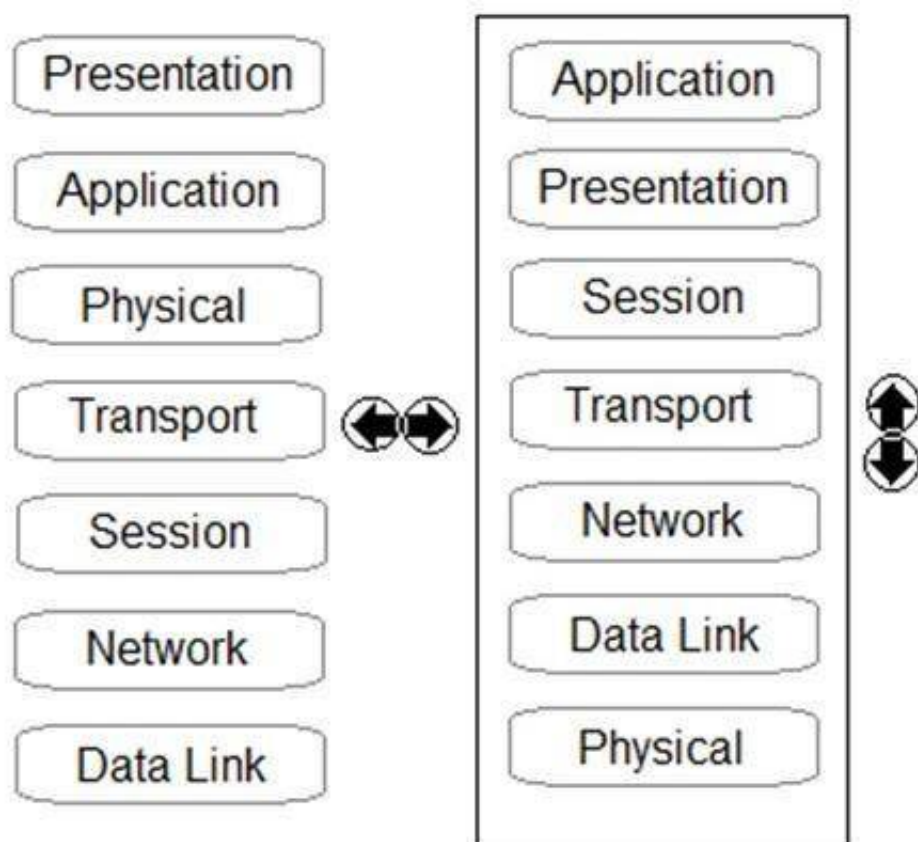 Presentation
Application
Physical
Transport
Session
Network
Data Link
Application
Presentation
Session
Transport
Network
Data Link
Physical